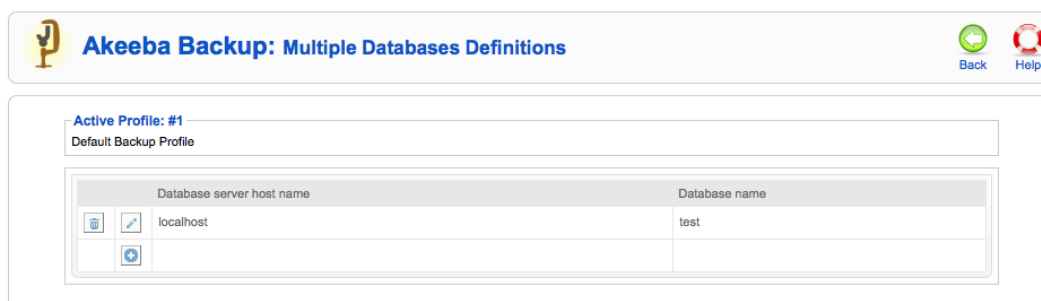 Akeeba Backup: Multiple Databases Definitions
Back Help
Active Profile: #1
Default Backup Profile
Database server host name Database name
localhost test